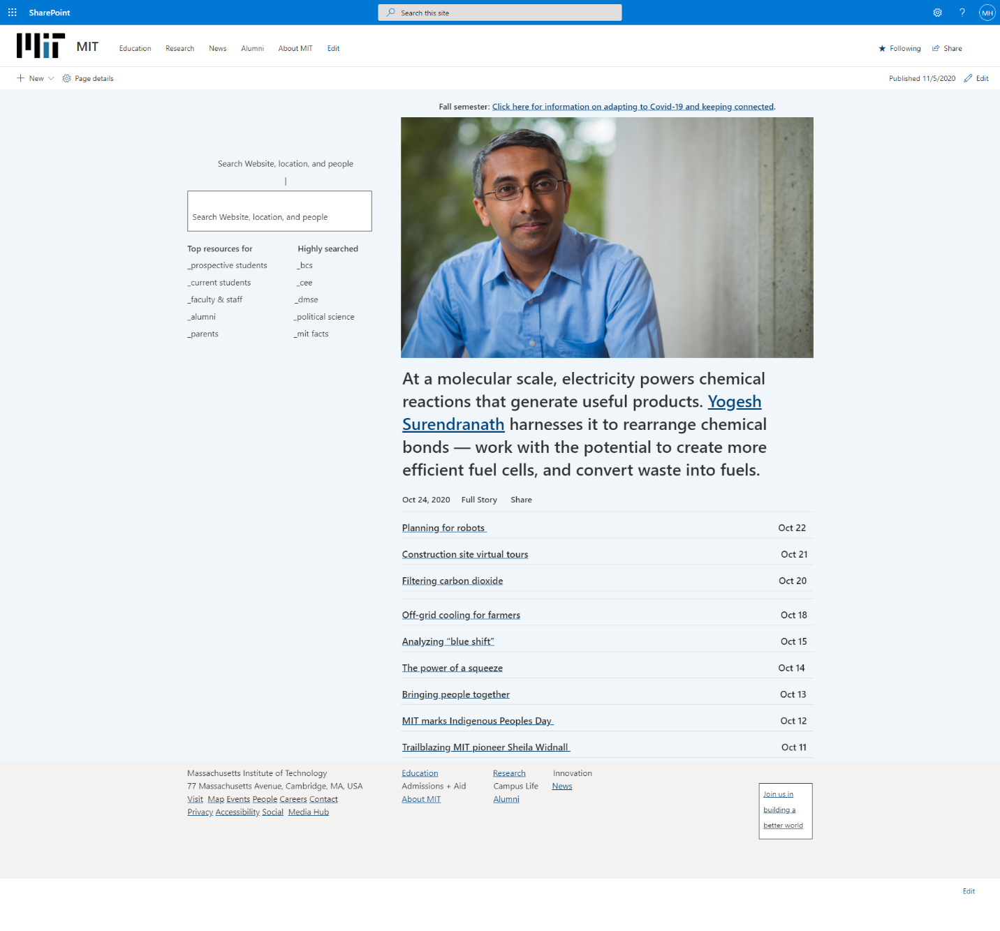 SharePoint
Search this site
MH
MIT MIT Education Research News Alumni About MIT Edit
Following Share
New Page details
Published 11/5/2020 Edit
Fall semester: Click here for information on adapting to Covid-19 and keeping connected.
Search Website, location, and people
|
Search Website, location, and people
Top resources for Highly searched
_prospective students _bcs
_current students _cee
_faculty & staff _dmse
_alumni _political science
_parents _mit facts
At a molecular scale, electricity powers chemical
reactions that generate useful products. Yogesh
Surendranath harnesses it to rearrange chemical
bonds — work with the potential to create more
efficient fuel cells, and convert waste into fuels.
Oct 24, 2020 Full Story Share
Planning for robots Oct 22
Construction site virtual tours Oct 21
Filtering carbon dioxide Oct 20
Off-grid cooling for farmers Oct 18
Analyzing “blue shift” Oct 15
The power of a squeeze Oct 14
Bringing people together Oct 13
MIT marks Indigenous Peoples Day Oct 12
Trailblazing MIT pioneer Sheila Widnall Oct 11
Massachusetts Institute of Technology
77 Massachusetts Avenue, Cambridge, MA, USA
Visit Map Events People Careers Contact
Privacy Accessibility Social Media Hub
Education Research Innovation
Admissions + Aid Campus Life News
About MIT Alumni
Join us in
building a
better world
Edit